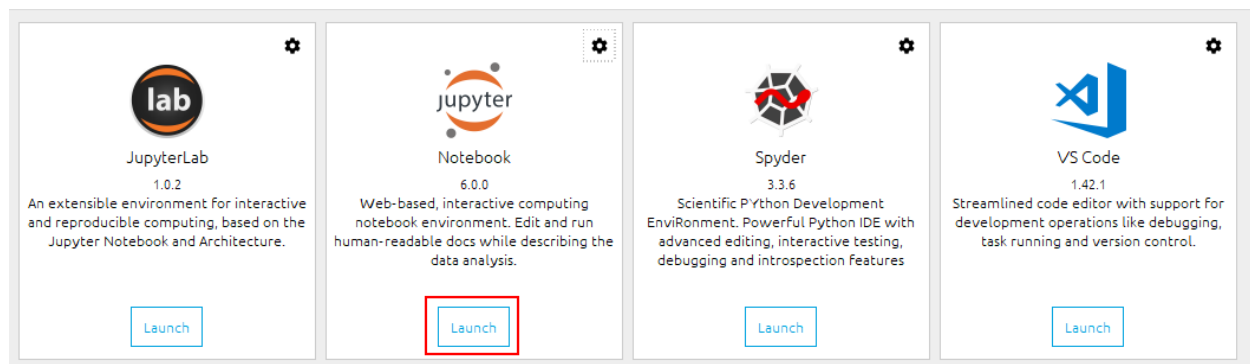 lab
JupyterLab
1.0.2
An extensible environment for interactive
and reproducible computing, based on the
Jupyter Notebook and Architecture.
Launch
jupyter
Notebook
6.0.0
Web-based, interactive computing
notebook environment. Edit and run
human-readable docs while describing the
data analysis.
Launch
Spyder
3.3.6
Scientific PYthon Development
EnviRonment. Powerful Python IDE with
advanced editing, interactive testing,
debugging and introspection features
Launch
VS Code
1.42.1
Streamlined code editor with support for
development operations like debugging,
task running and version control.
Launch